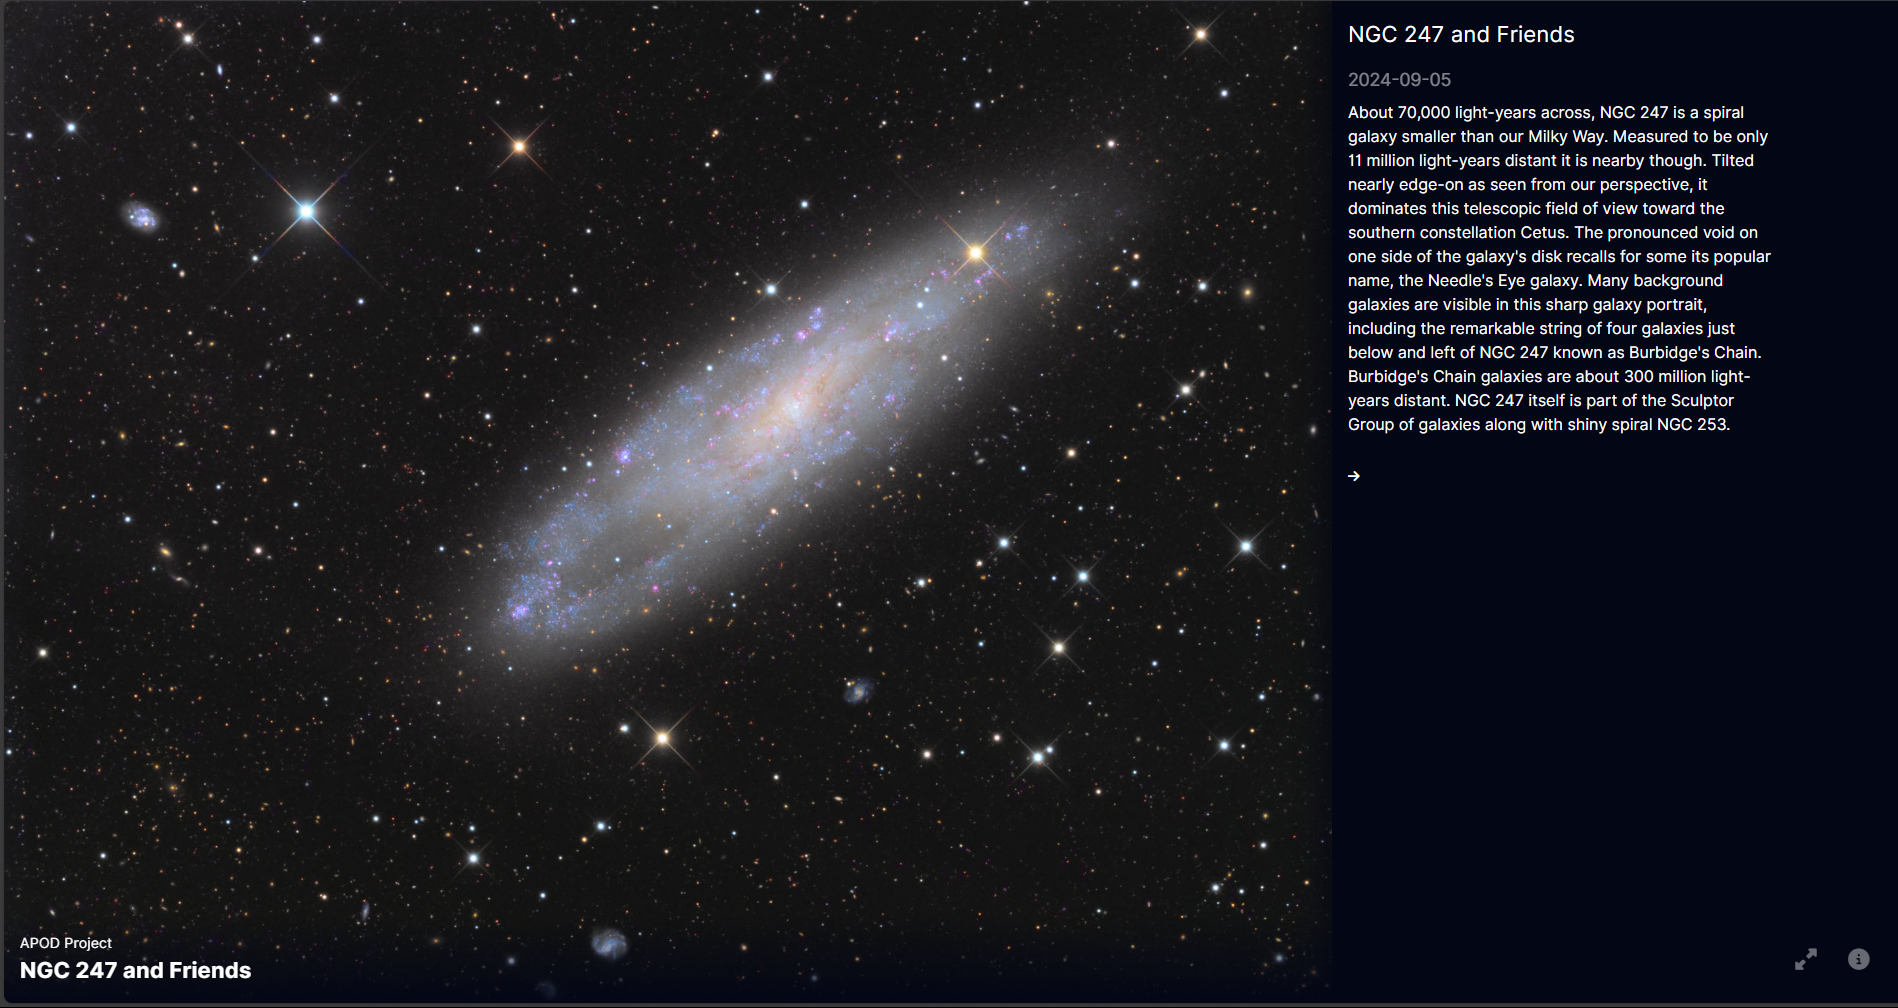 NGC 247 and Friends
2024-09-05
About 70,000 light-years across, NGC 247 is a spiral
galaxy smaller than our Milky Way. Measured to be only
11 million light-years distant it is nearby though. Tilted
nearly edge-on as seen from our perspective, it
dominates this telescopic field of view toward the
southern constellation Cetus. The pronounced void on
one side of the galaxy's disk recalls for some its popular
name, the Needle's Eye galaxy. Many background
galaxies are visible in this sharp galaxy portrait,
including the remarkable string of four galaxies just
below and left of NGC 247 known as Burbidge's Chain.
Burbidge's Chain galaxies are about 300 million light-
years distant. NGC 247 itself is part of the Sculptor
Group of galaxies along with shiny spiral NGC 253.
APOD Project
NGC 247 and Friends